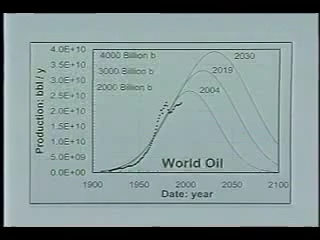 4.0E+10
3.5E+10
3.0E+10
2.5E+10
2.0E+10
1.5E+10
1.0E+10
5.0E+09
0.0E+00
Production: bbl/y
4000 Billion b
3000 Billion b
2000 Billion b
2030
2019
2004
World Oil
1900
1950
2000
2050
2100
Date: year